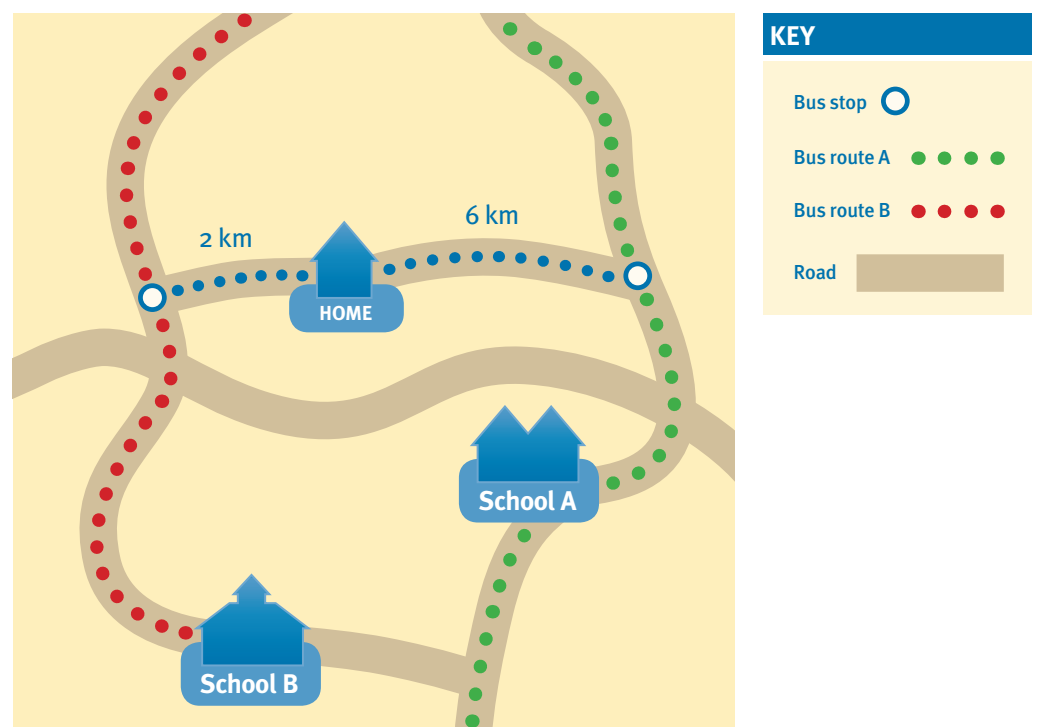 KEY
Bus stop
Bus route A
Bus route B
Road
2 km
6 km
HOME
School A
School B